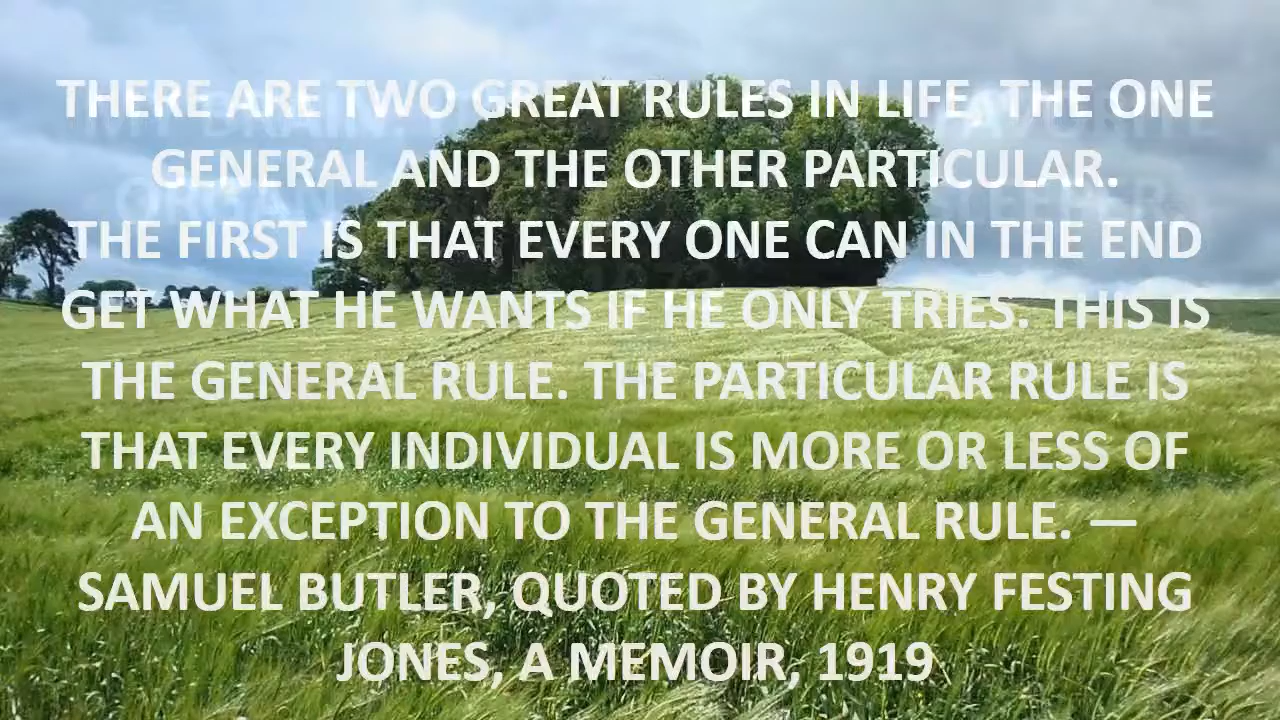 THERE ARE TWO GREAT RULES IN LIFE, THE ONE
GENERAL AND THE OTHER PARTICULAR.
THE FIRST IS THAT EVERY ONE CAN IN THE END
GET WHAT HE WANTS IF HE ONLY TRIES. THIS IS
THE GENERAL RULE. THE PARTICULAR RULE IS
THAT EVERY INDIVIDUAL IS MORE OR LESS OF
AN EXCEPTION TO THE GENERAL RULE. —
SAMUEL BUTLER, QUOTED BY HENRY FESTING
JONES, A MEMOIR, 1919